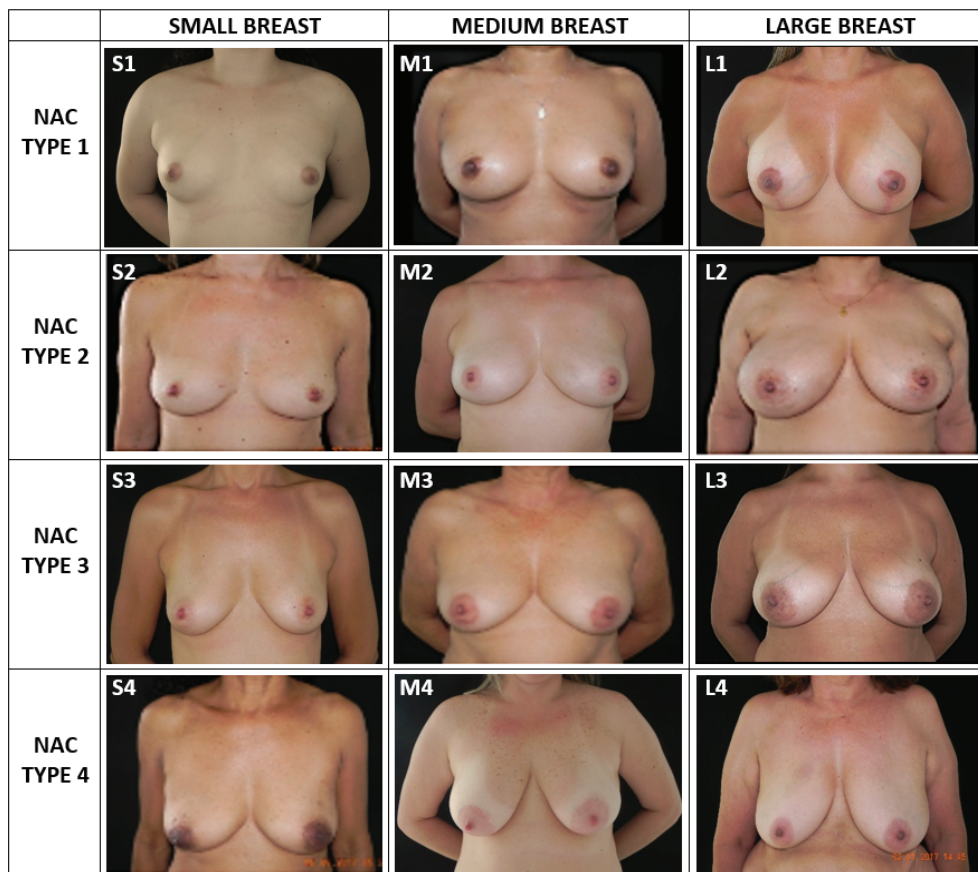 SMALL BREAST MEDIUM BREAST LARGE BREAST
NAC
TYPE 1
S1 M1 L1
NAC
TYPE 2
S2 M2 L2
NAC
TYPE 3
S3 M3 L3
NAC
TYPE 4
S4 M4 L4